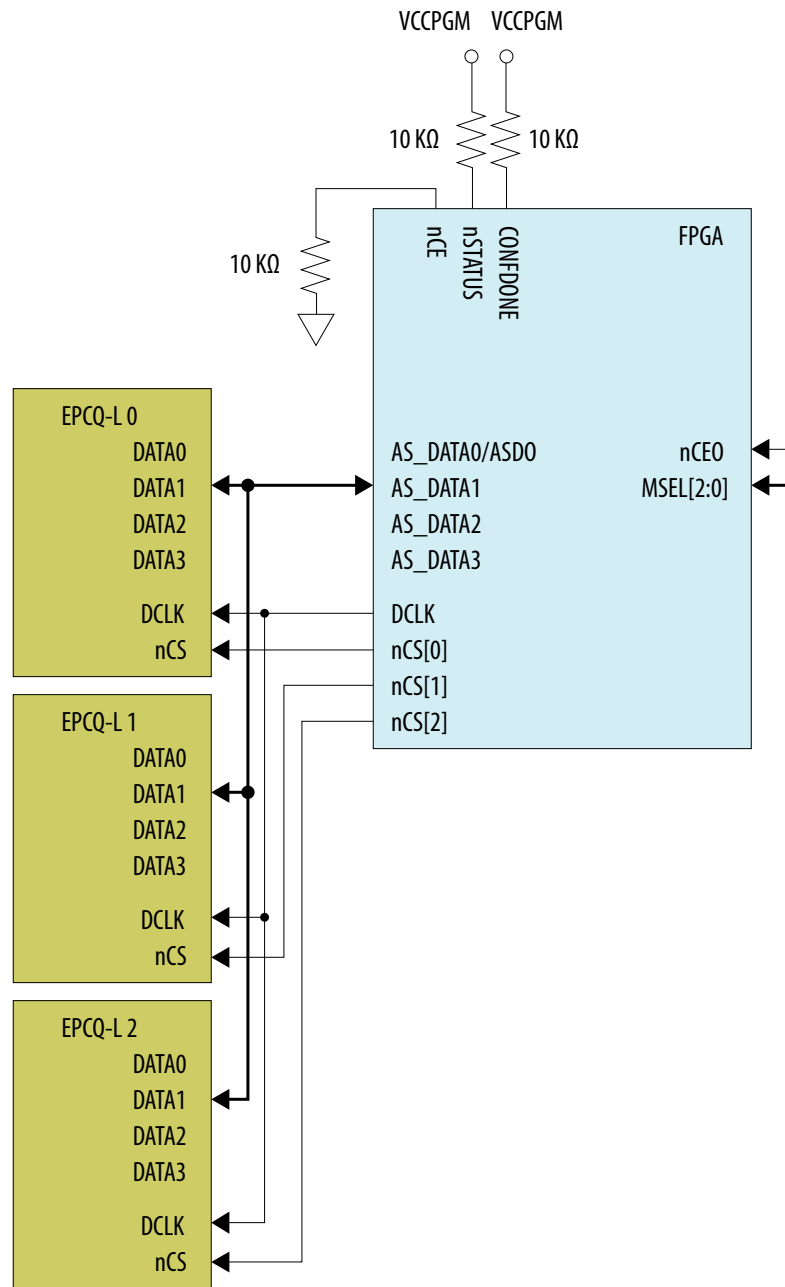 VCCPGM VCCPGM
10 KΩ 10 KΩ
10 KΩ
nCE
nSTATUS
CONFDONE
FPGA
EPCQ-L 0
DATA0
DATA1
DATA2
DATA3
DCLK
nCS
AS_DATA0/ASDO
AS_DATA1
AS_DATA2
AS_DATA3
DCLK
nCS[0]
nCS[1]
nCS[2]
nCEO
MSEL[2:0]
EPCQ-L 1
DATA0
DATA1
DATA2
DATA3
DCLK
nCS
EPCQ-L 2
DATA0
DATA1
DATA2
DATA3
DCLK
nCS